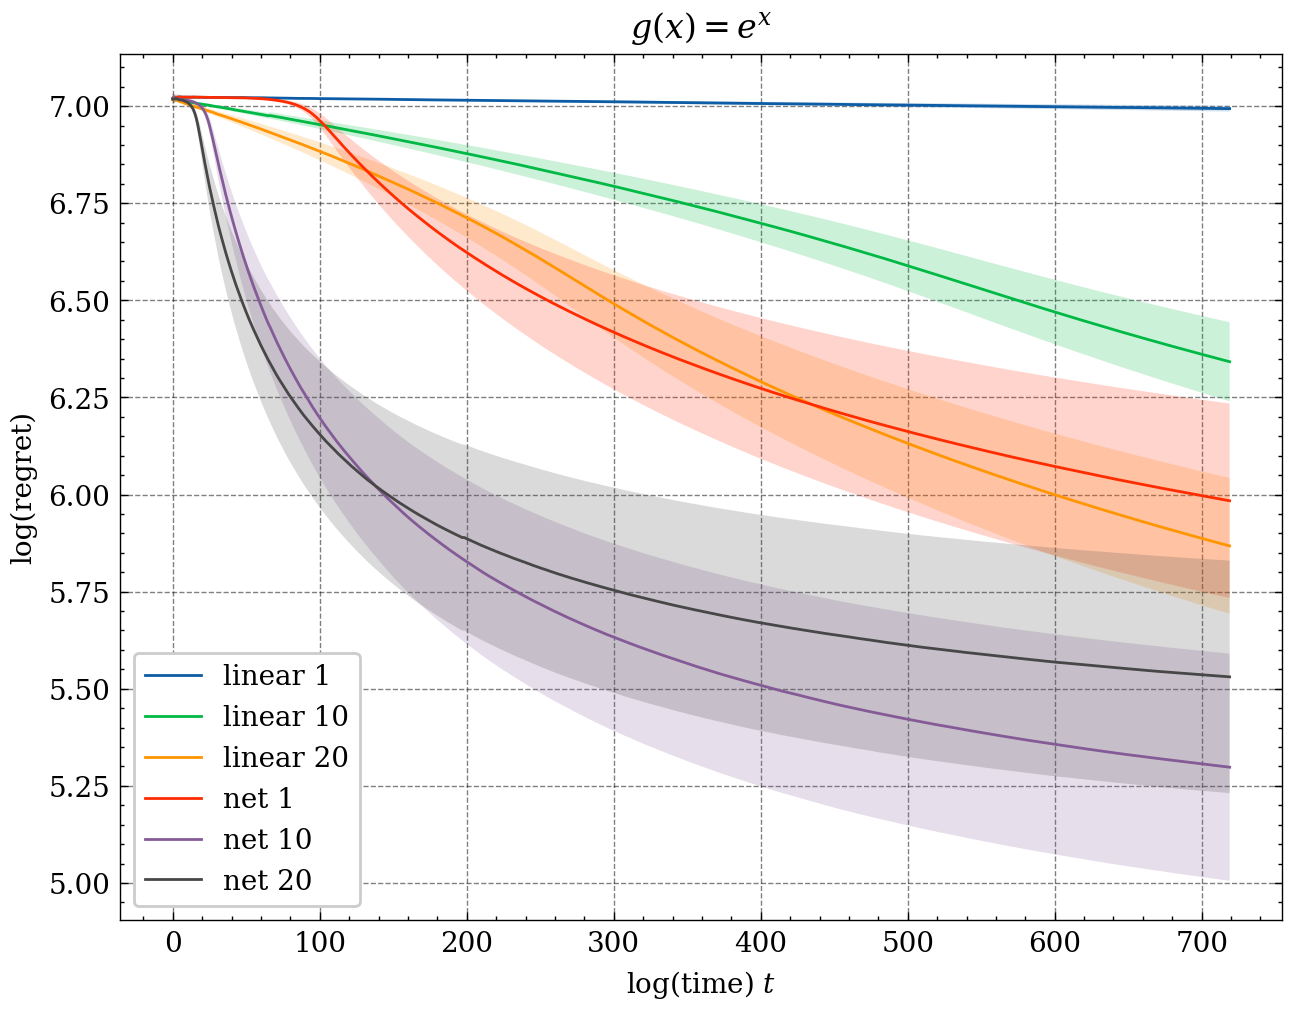 g(x) = e^x
log(regret)
7.00
6.75
6.50
6.25
6.00
5.75
5.50
5.25
5.00
linear 1
linear 10
linear 20
net 1
net 10
net 20
0 100 200 300 400 500 600 700
log(time) t